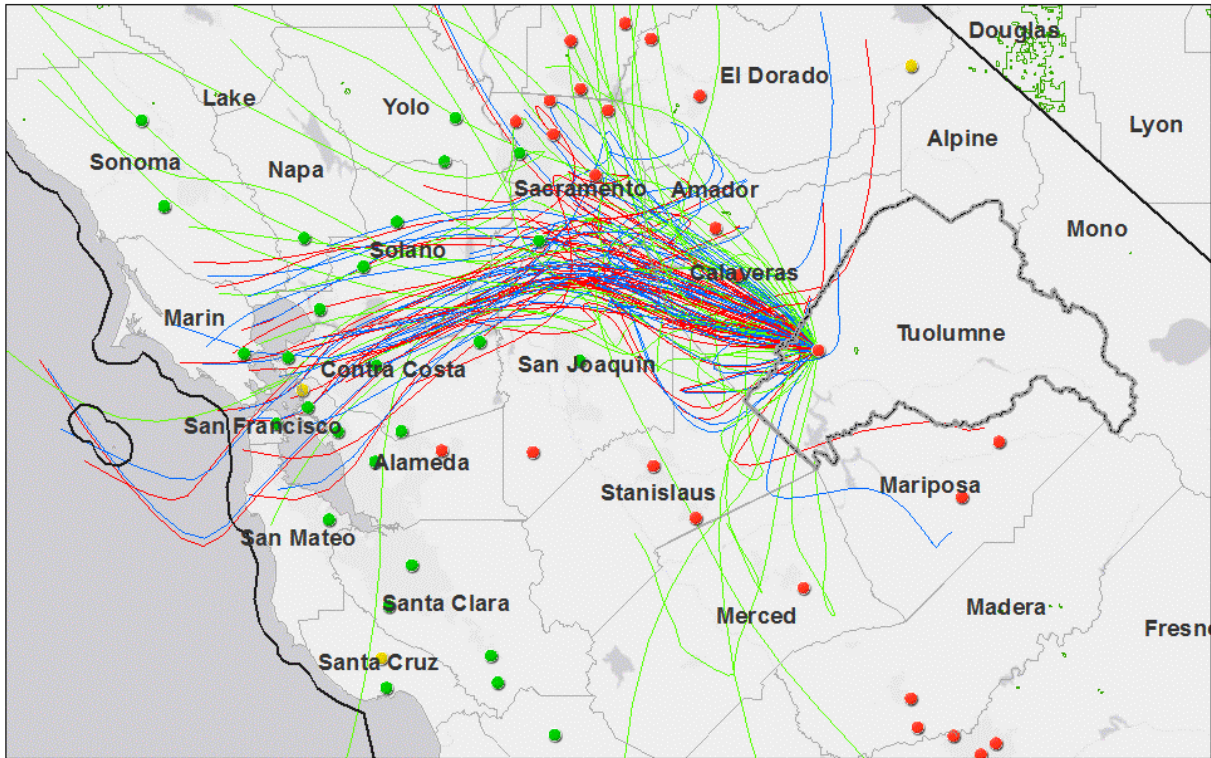 Douglas
El Dorado
Lake
Yolo
Lyon
Alpine
Sonoma
Napa
Sacramento
Amador
Mono
Solano
Calaveras
Marin
Tuolumne
Contra Costa
San Joaquin
San Francisco
Alameda
Stanislaus
Mariposa
San Mateo
Santa Clara
Merced
Madera
Fresno
Santa Cruz